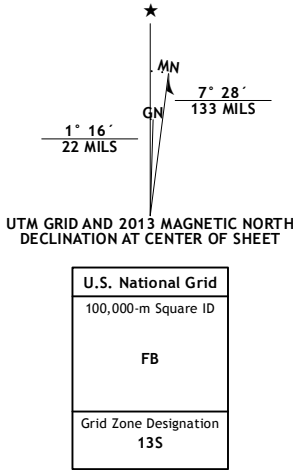 ★
MN
GN
7° 28´
133 MILS
1° 16´
22 MILS
UTM GRID AND 2013 MAGNETIC NORTH
DECLINATION AT CENTER OF SHEET
U.S. National Grid
100,000-m Square ID
FB
Grid Zone Designation
13S